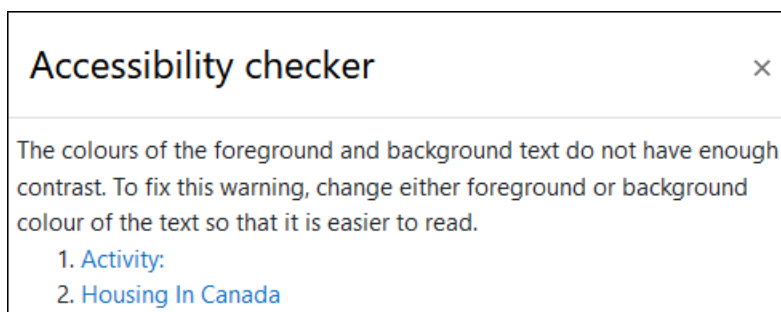 Accessibility checker ×
The colours of the foreground and background text do not have enough
contrast. To fix this warning, change either foreground or background
colour of the text so that it is easier to read.
1. Activity:
2. Housing In Canada